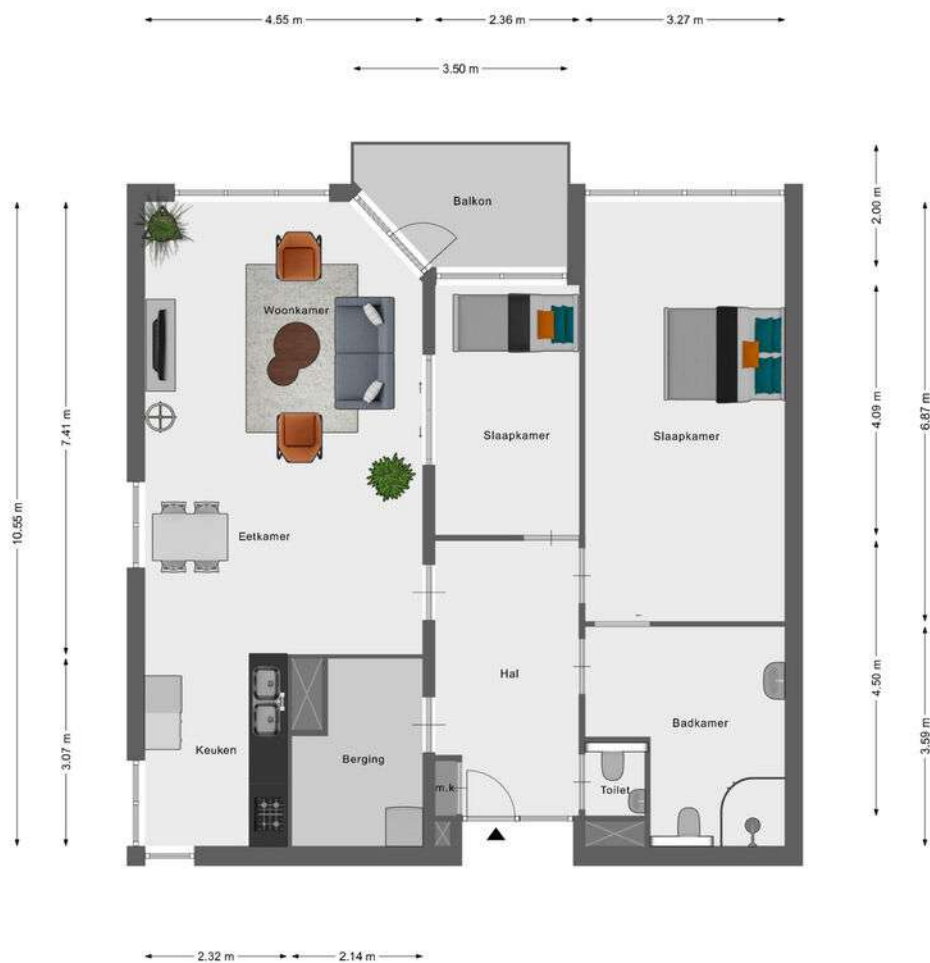 4.55 m
2.36 m
3.27 m
3.50 m
Balkon
2.00 m
Woonkamer
Slaapkamer
Slaapkamer
4.09 m
6.87 m
7.41 m
10.55 m
Eetkamer
Hal
4.50 m
Badkamer
3.59 m
3.07 m
Keuken
Berging
m.k
Toilet
2.32 m
2.14 m